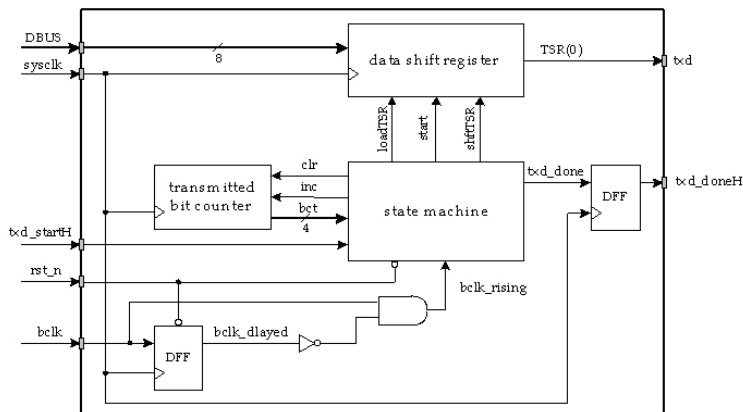 DBUS
8
data shift register
TSR(0)
txd
sysclk
loadTSR
start
shftTSR
transmitted
bit counter
clr
inc
bct
4
state machine
txd_done
DFF
txd_doneH
txd_startH
rst_n
bclk_rising
bclk
DFF
bclk_dlayed